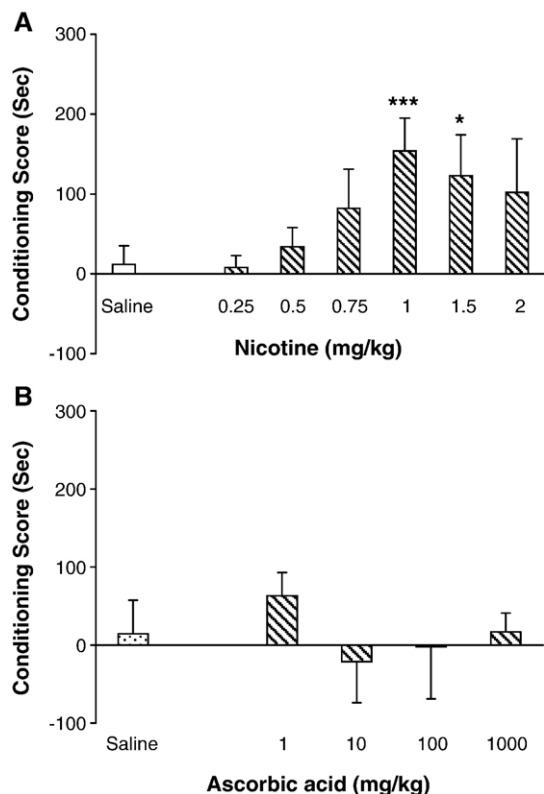 A
Conditioning Score (Sec)
300
200
100
0
-100
***
*
Saline 0.25 0.5 0.75 1 1.5 2
Nicotine (mg/kg)
B
Conditioning Score (Sec)
300
200
100
0
-100
Saline 1 10 100 1000
Ascorbic acid (mg/kg)